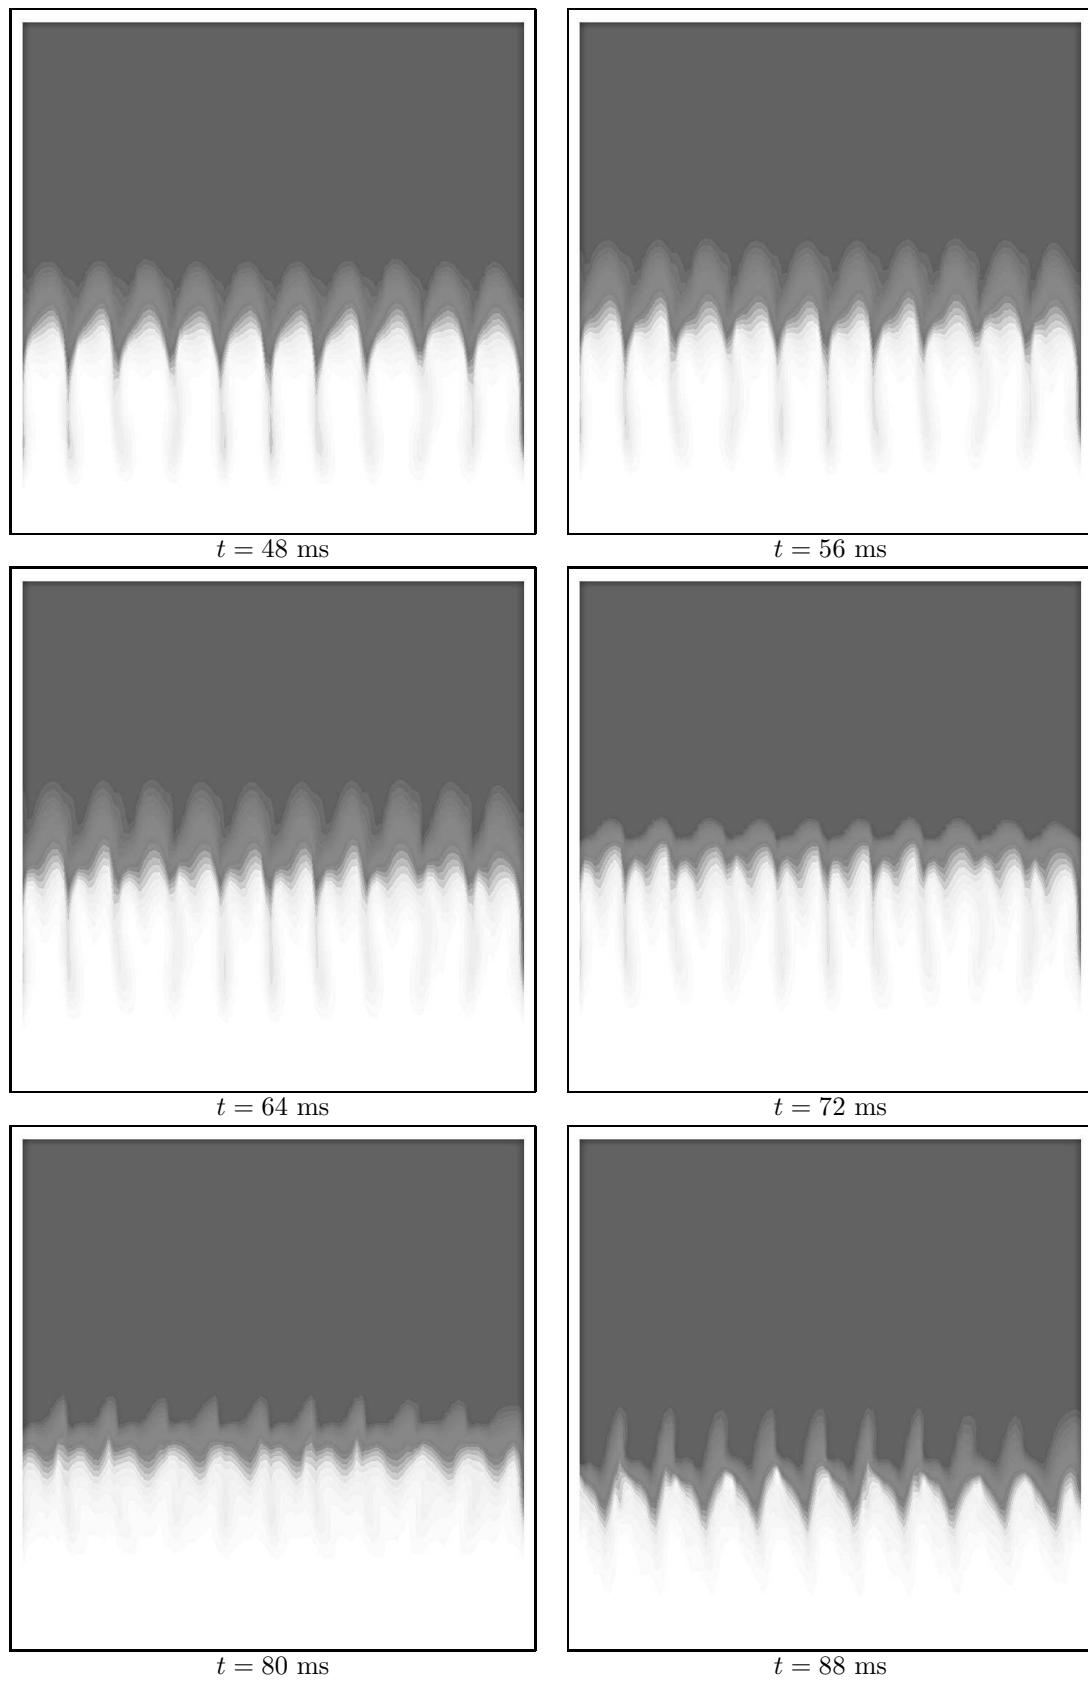 t = 48 ms
t = 56 ms
t = 64 ms
t = 72 ms
t = 80 ms
t = 88 ms